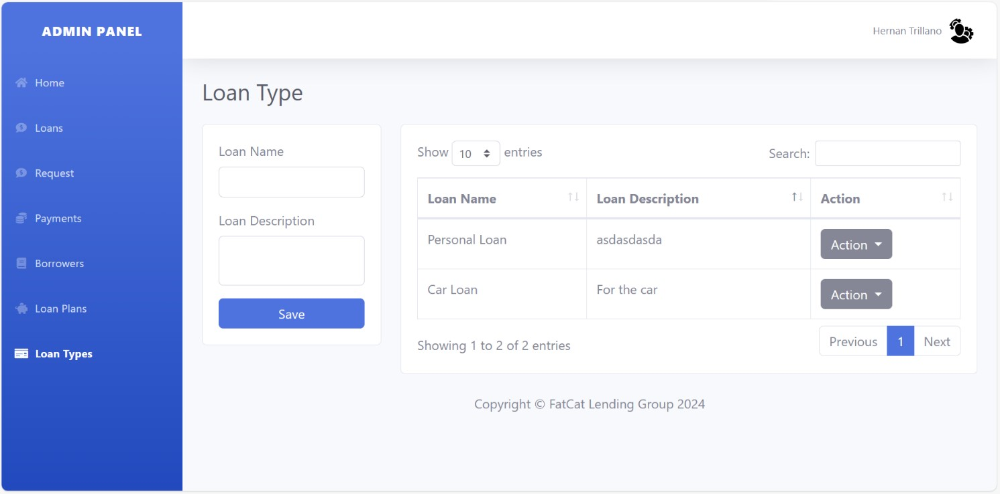 ADMIN PANEL
Home
Loans
Request
Payments
Borrowers
Loan Plans
Loan Types
Hernan Trillano
Loan Type
Loan Name
Loan Description
Save
Show 10 entries
Search:
Loan Name Loan Description Action
Personal Loan asdasdasda Action
Car Loan For the car Action
Showing 1 to 2 of 2 entries
Previous 1 Next
Copyright © FatCat Lending Group 2024